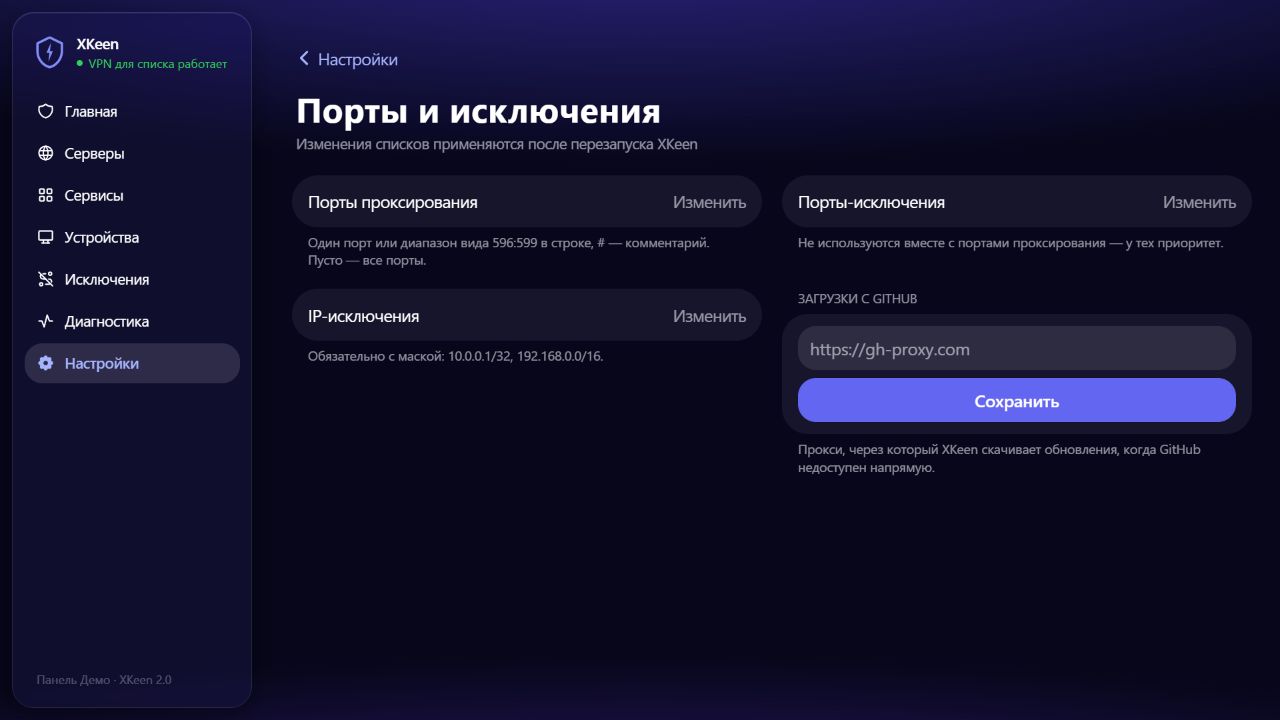 XKeen
VPN для списка работает
Главная
Серверы
Сервисы
Устройства
Исключения
Диагностика
Настройки
Панель Демо · XKeen 2.0
Настройки
Порты и исключения
Изменения списков применяются после перезапуска XKeen
Порты проксирования Изменить
Один порт или диапазон вида 596:599 в строке, # — комментарий.
Пусто — все порты.
IP-исключения Изменить
Обязательно с маской: 10.0.0.1/32, 192.168.0.0/16.
Порты-исключения Изменить
Не используются вместе с портами проксирования — у тех приоритет.
ЗАГРУЗКИ С GITHUB
https://gh-proxy.com
Сохранить
Прокси, через который XKeen скачивает обновления, когда GitHub
недоступен напрямую.